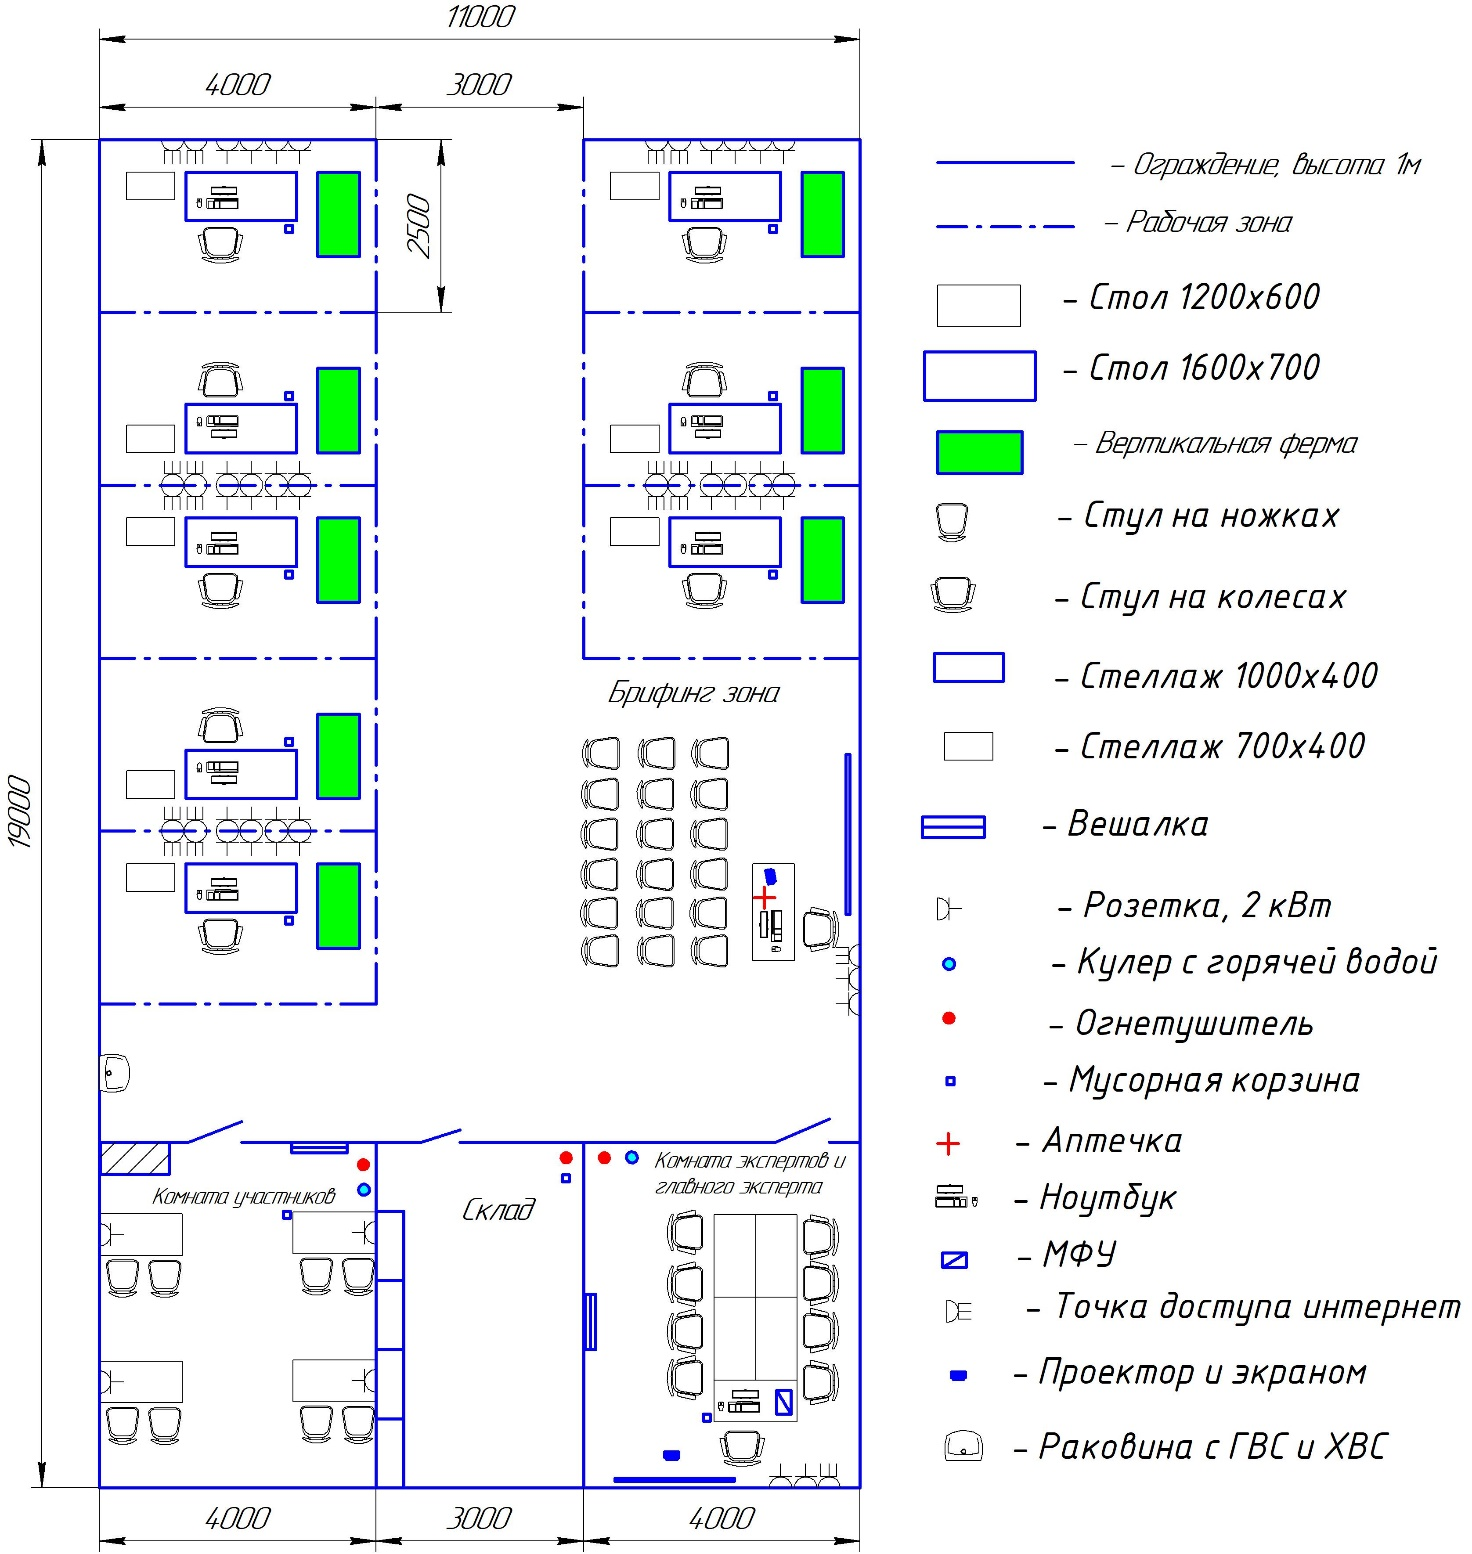 11000
4000
3000
2500
19000
Брифинг зона
Комната участников
Склад
Комната экспертов и
главного эксперта
4000
3000
4000
– Ограждение, высота 1м
– Рабочая зона
– Стол 1200х600
– Стол 1600х700
– Вертикальная ферма
– Стул на ножках
– Стул на колесах
– Стеллаж 1000х400
– Стеллаж 700х400
– Вешалка
– Розетка, 2 кВт
– Кулер с горячей водой
– Огнетушитель
– Мусорная корзина
– Аптечка
– Ноутбук
– МФУ
– Точка доступа интернет
– Проектор и экраном
– Раковина с ГВС и ХВС